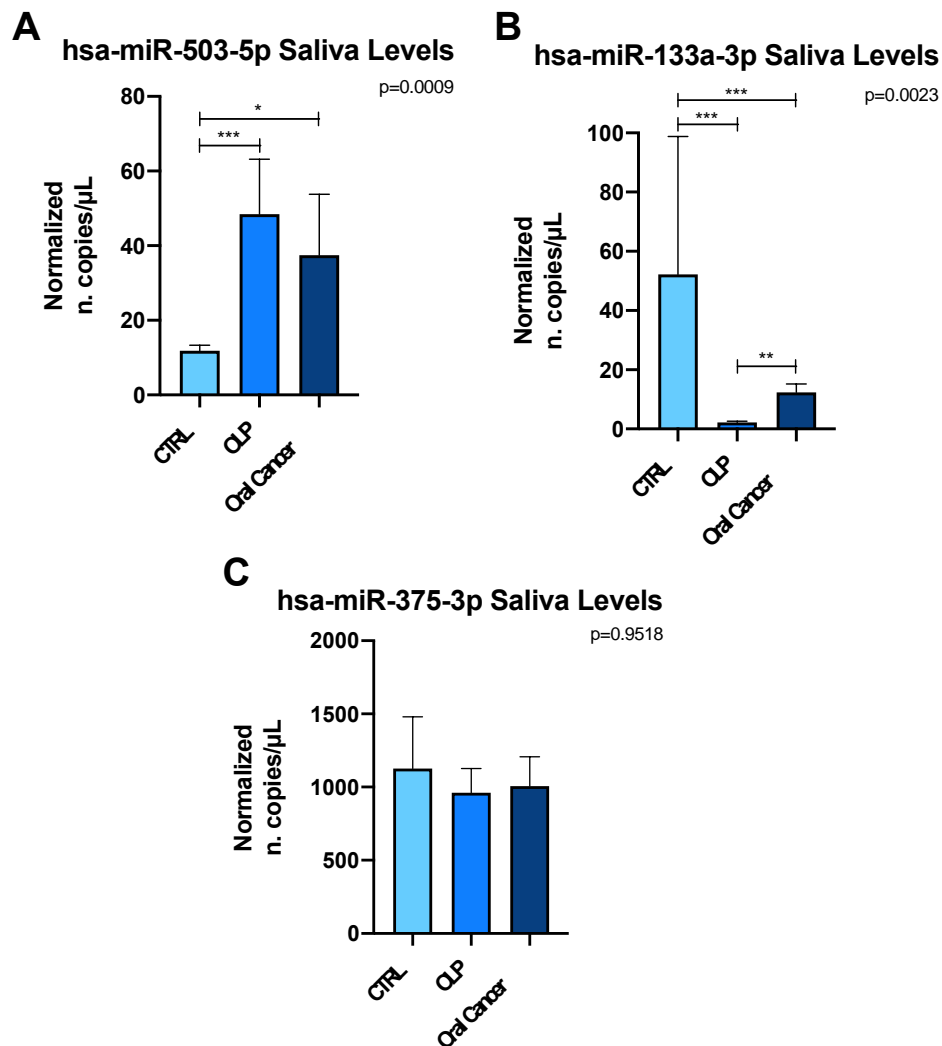 A
hsa-miR-503-5p Saliva Levels
p=0.0009
80
60
40
20
0
Normalized
n. copies/µL
*
***
CTRL
OLP
Oral Cancer
B
hsa-miR-133a-3p Saliva Levels
p=0.0023
100
80
60
40
20
0
Normalized
n. copies/µL
***
***
**
CTRL
OLP
Oral Cancer
C
hsa-miR-375-3p Saliva Levels
p=0.9518
2000
1500
1000
500
0
Normalized
n. copies/µL
CTRL
OLP
Oral Cancer